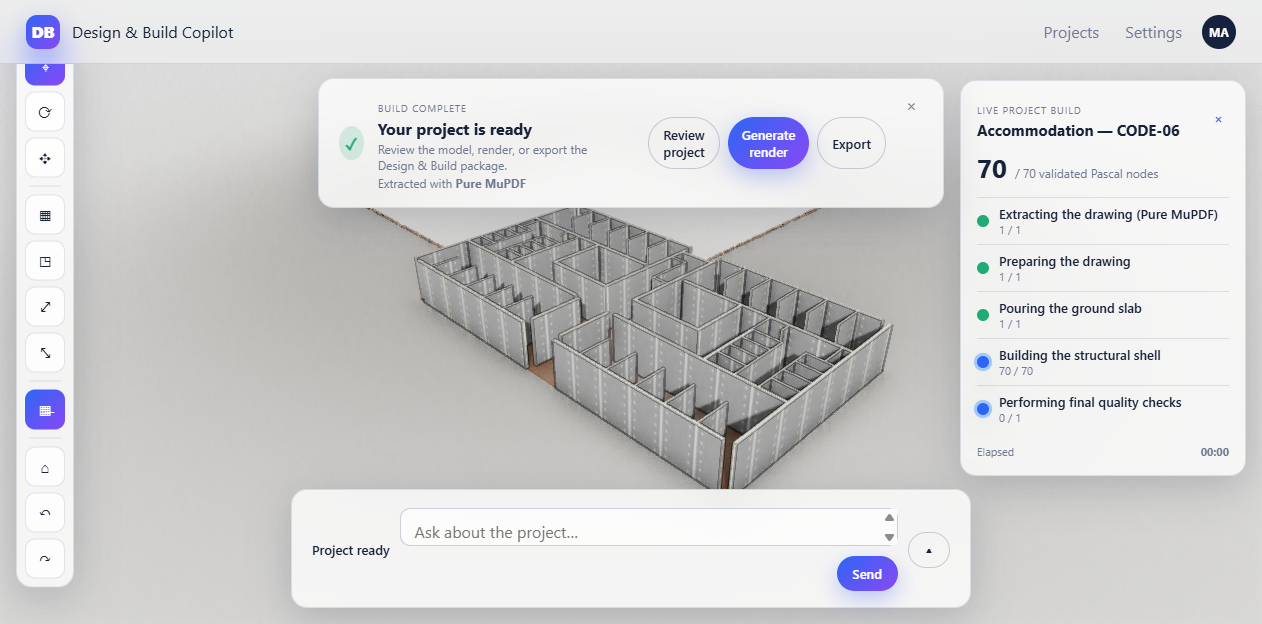 DB
Design & Build Copilot
Projects
Settings
MA
BUILD COMPLETE
Your project is ready
Review the model, render, or export the
Design & Build package.
Extracted with Pure MuPDF
Review
project
Generate
render
Export
LIVE PROJECT BUILD
Accommodation — CODE-06
70 / 70 validated Pascal nodes
Extracting the drawing (Pure MuPDF)
1 / 1
Preparing the drawing
1 / 1
Pouring the ground slab
1 / 1
Building the structural shell
70 / 70
Performing final quality checks
0 / 1
Elapsed
00:00
Project ready
Ask about the project...
Send